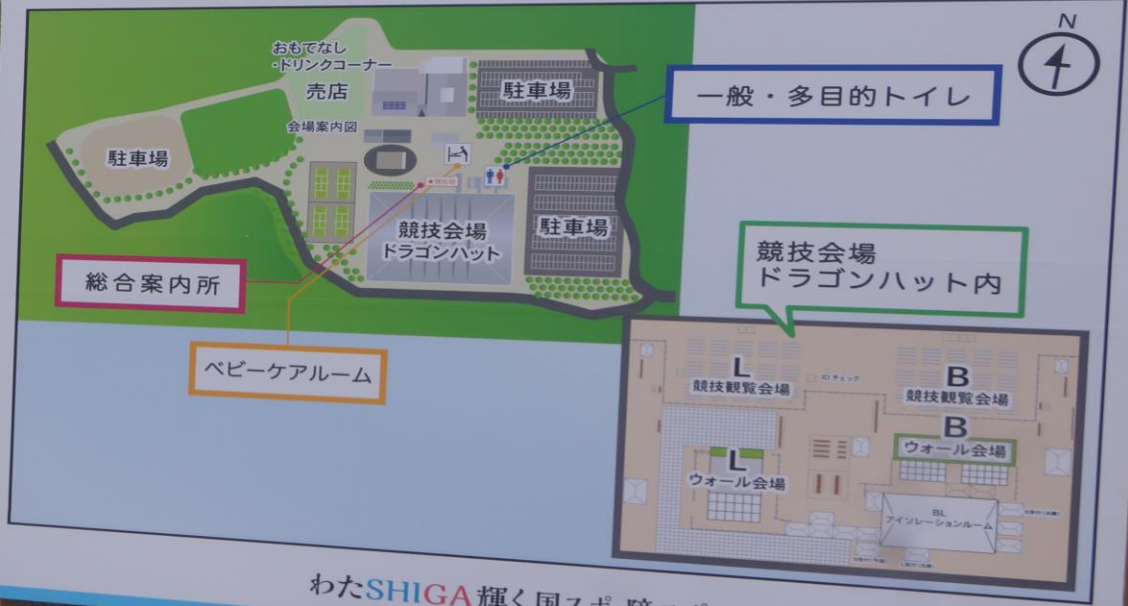 N
おもてなし
・ドリンクコーナー
売店
会場案内図
駐車場
駐車場
一般・多目的トイレ
駐車場
競技会場
ドラゴンハット
総合案内所
ベビーケアルーム
競技会場
ドラゴンハット内
L
競技観覧会場
IDチェック
B
競技観覧会場
B
ウォール会場
L
ウォール会場
BL
アイソレーションルーム
わたSHIGA輝く国スポ・障スポ